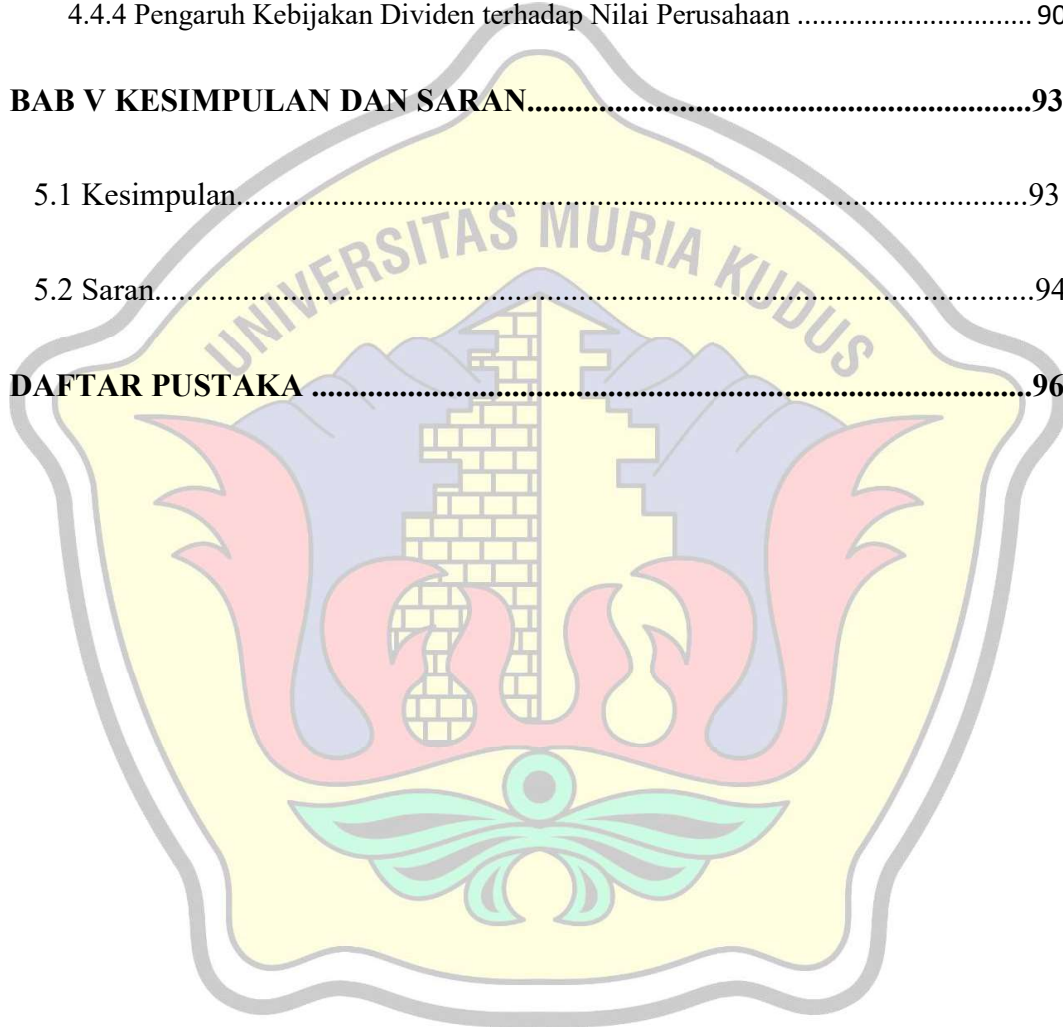 4.4.4 Pengaruh Kebijakan Dividen terhadap Nilai Perusahaan ................................. 90
BAB V KESIMPULAN DAN SARAN..................................................................93
5.1 Kesimpulan......................................................................................................93
5.2 Saran.................................................................................................................94
DAFTAR PUSTAKA ..............................................................................................96
UNIVERSITAS MURIA KUDUS